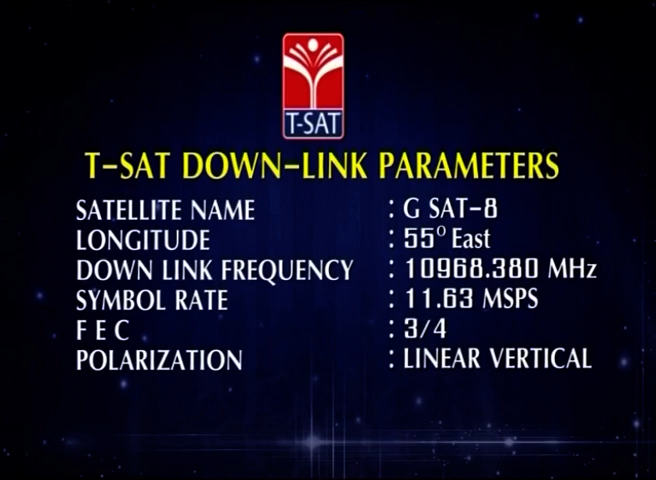 T-SAT
T-SAT DOWN-LINK PARAMETERS
SATELLITE NAME : G SAT-8
LONGITUDE : 55° East
DOWN LINK FREQUENCY : 10968.380 MHz
SYMBOL RATE : 11.63 MSPS
F E C : 3/4
POLARIZATION : LINEAR VERTICAL